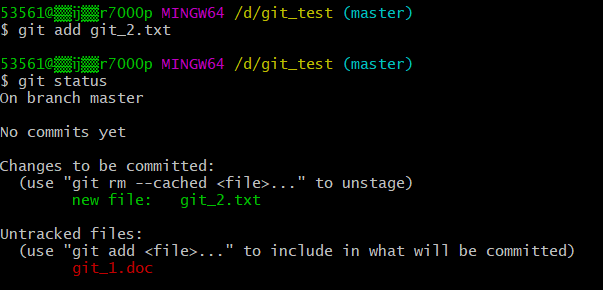 53561@▒▒ij▒▒r7000p MINGW64 /d/git_test (master)
$ git add git_2.txt
53561@▒▒ij▒▒r7000p MINGW64 /d/git_test (master)
$ git status
On branch master
No commits yet
Changes to be committed:
(use "git rm --cached <file>..." to unstage)
new file: git_2.txt
Untracked files:
(use "git add <file>..." to include in what will be committed)
git_1.doc